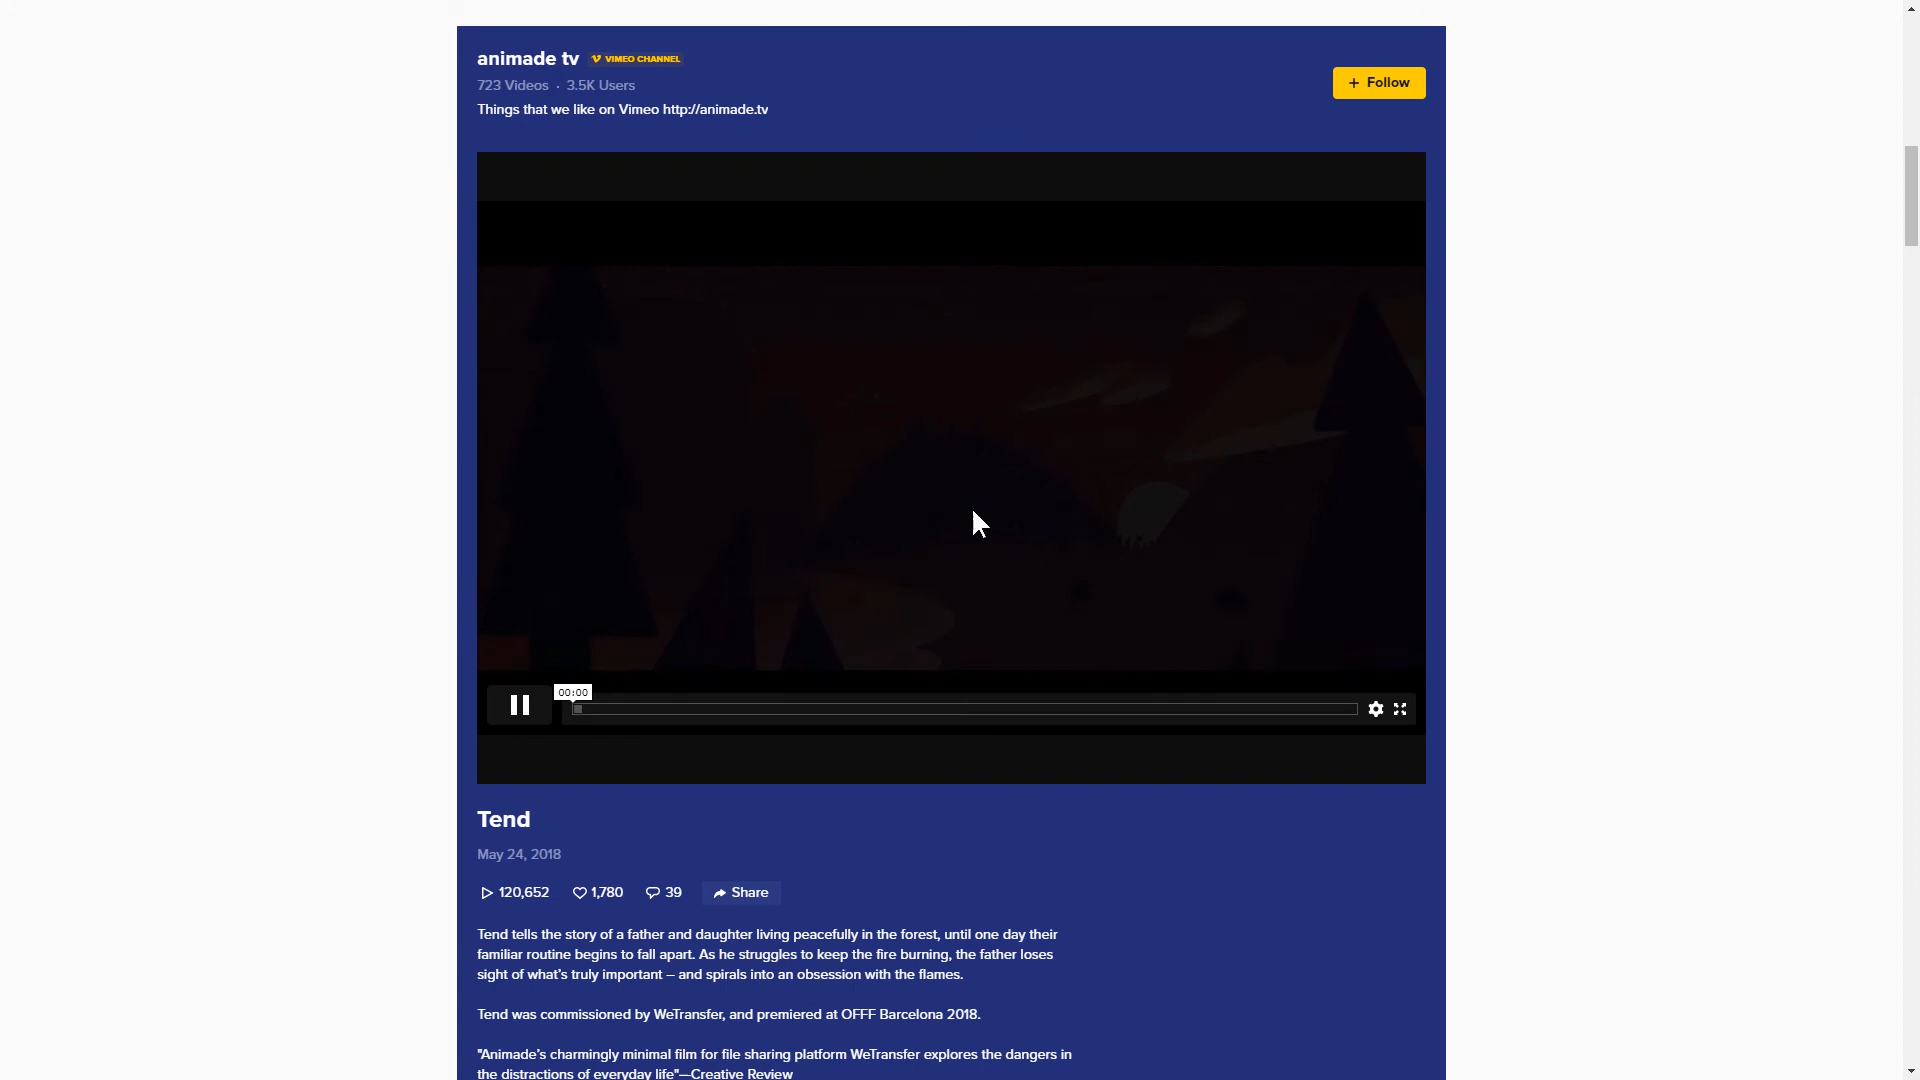 animade tv VIMEO CHANNEL
723 Videos · 3.5K Users
+ Follow
Things that we like on Vimeo http://animade.tv
00:00
Tend
May 24, 2018
120,652 1,780 39 Share
Tend tells the story of a father and daughter living peacefully in the forest, until one day their
familiar routine begins to fall apart. As he struggles to keep the fire burning, the father loses
sight of what's truly important – and spirals into an obsession with the flames.
Tend was commissioned by WeTransfer, and premiered at OFFF Barcelona 2018.
"Animade's charmingly minimal film for file sharing platform WeTransfer explores the dangers in
the distractions of everyday life"—Creative Review